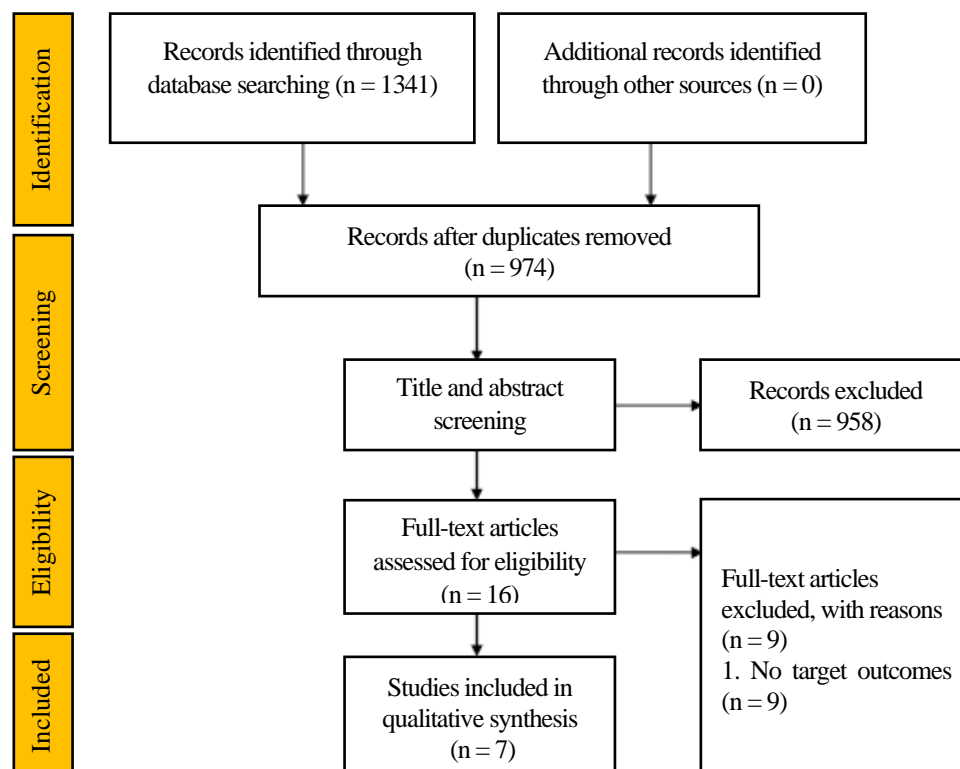 Identification
Records identified through
database searching (n = 1341)
Additional records identified
through other sources (n = 0)
Records after duplicates removed
(n = 974)
Screening
Title and abstract
screening
Records excluded
(n = 958)
Eligibility
Full-text articles
assessed for eligibility
(n = 16)
Full-text articles
excluded, with reasons
(n = 9)
1. No target outcomes
(n = 9)
Included
Studies included in
qualitative synthesis
(n = 7)